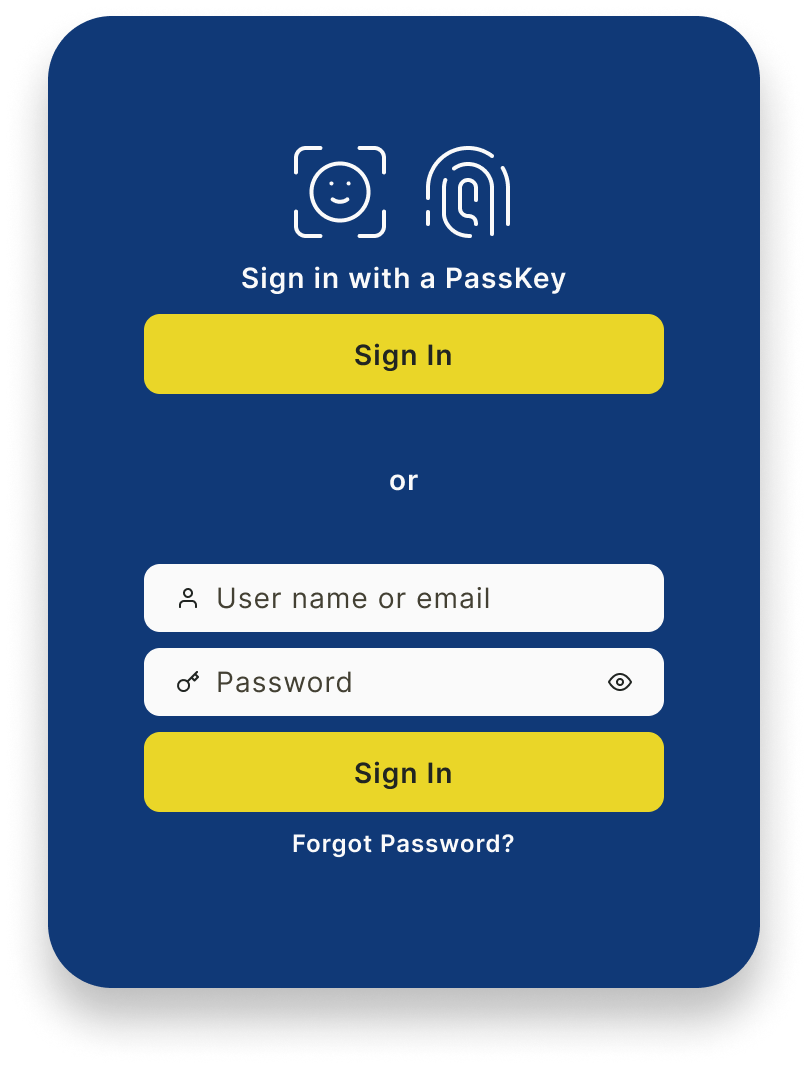 Sign in with a PassKey
Sign In
or
User name or email
Password
Sign In
Forgot Password?